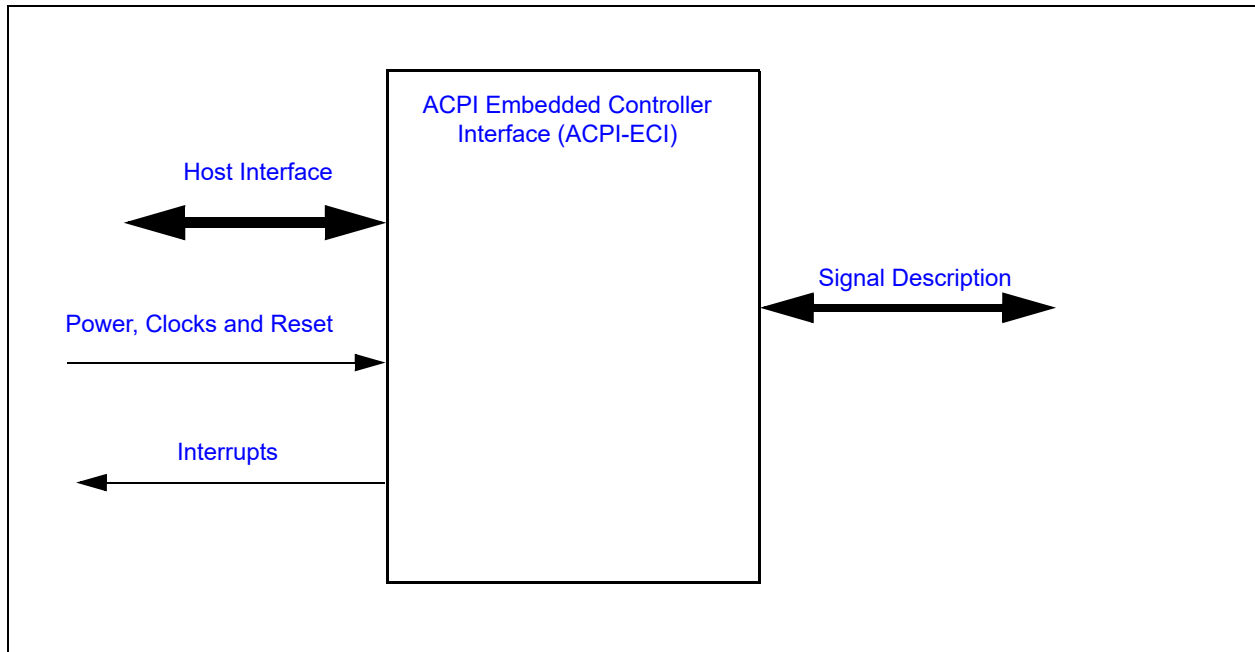 ACPI Embedded Controller
Interface (ACPI-ECI)
Host Interface
Signal Description
Power, Clocks and Reset
Interrupts